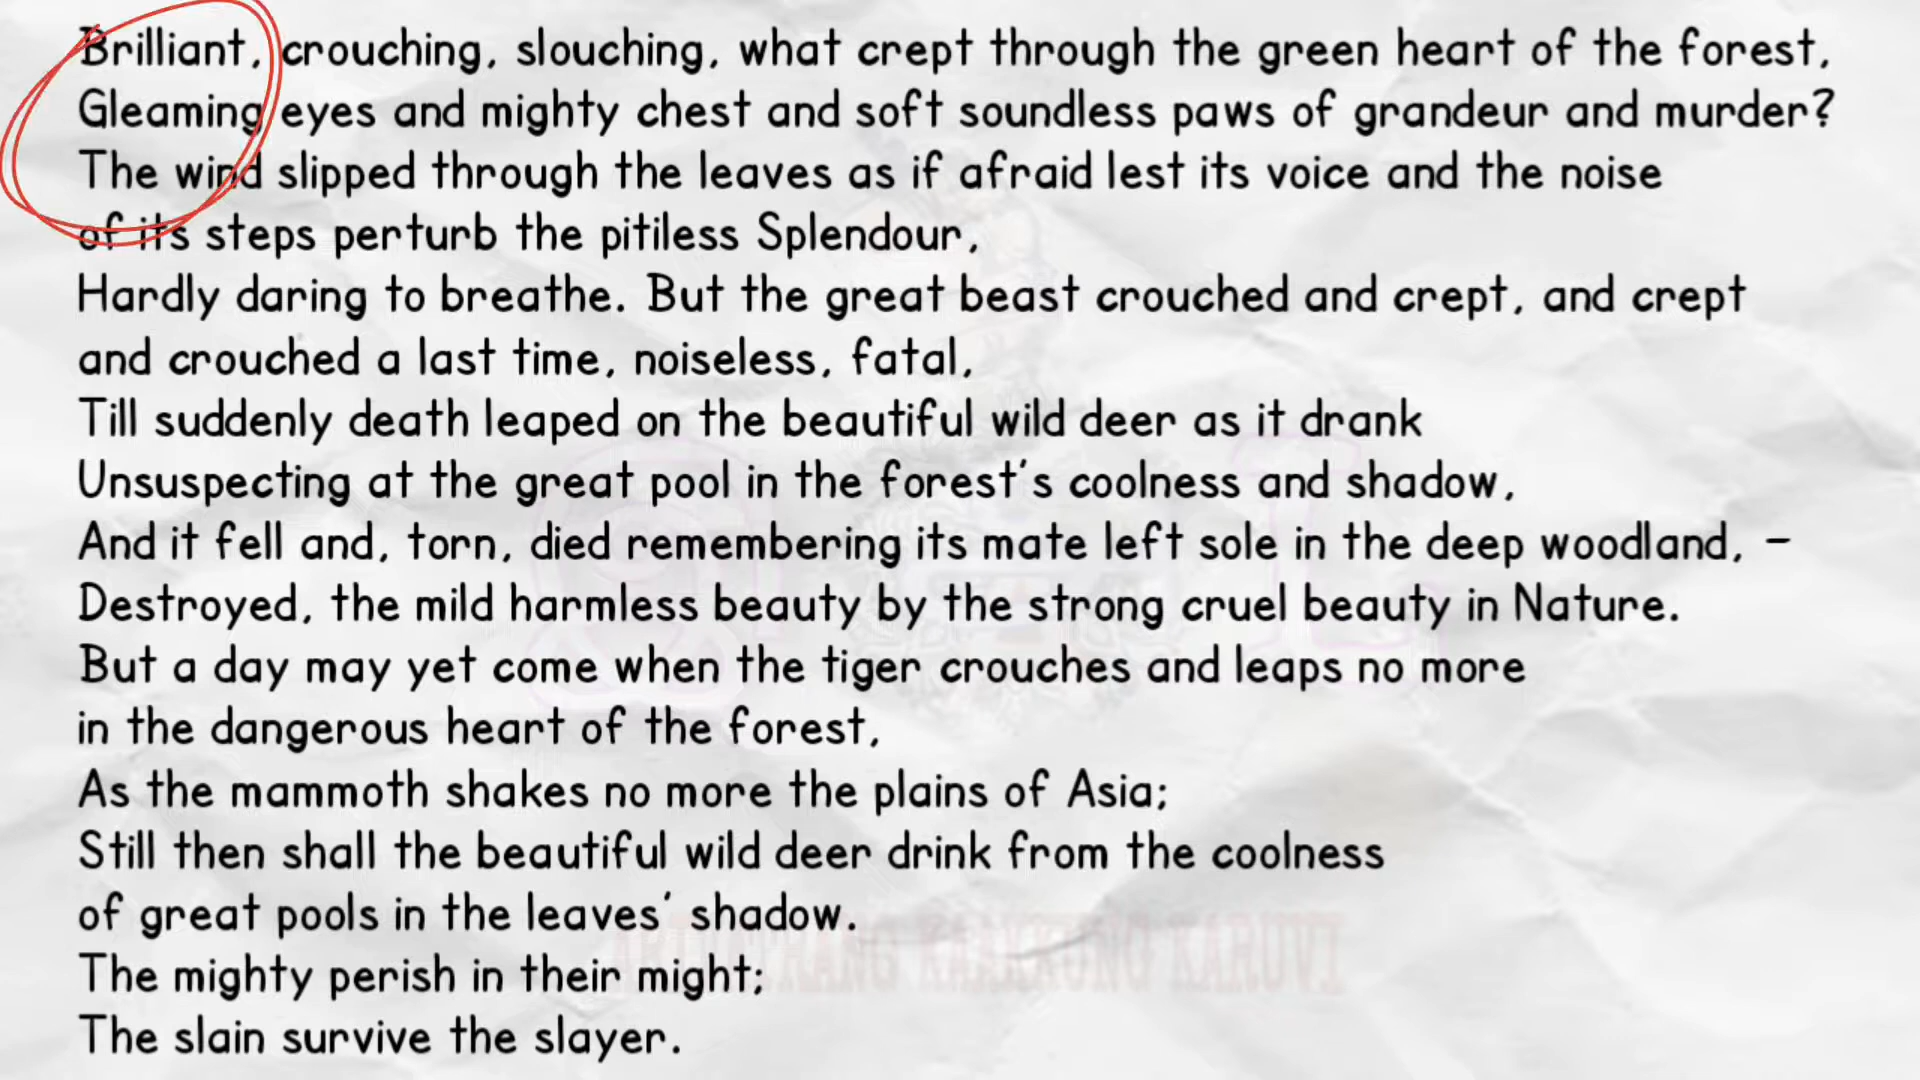 Brilliant, crouching, slouching, what crept through the green heart of the forest,
Gleaming eyes and mighty chest and soft soundless paws of grandeur and murder?
The wind slipped through the leaves as if afraid lest its voice and the noise
of its steps perturb the pitiless Splendour,
Hardly daring to breathe. But the great beast crouched and crept, and crept
and crouched a last time, noiseless, fatal,
Till suddenly death leaped on the beautiful wild deer as it drank
Unsuspecting at the great pool in the forest's coolness and shadow,
And it fell and, torn, died remembering its mate left sole in the deep woodland, –
Destroyed, the mild harmless beauty by the strong cruel beauty in Nature.
But a day may yet come when the tiger crouches and leaps no more
in the dangerous heart of the forest,
As the mammoth shakes no more the plains of Asia;
Still then shall the beautiful wild deer drink from the coolness
of great pools in the leaves' shadow.
The mighty perish in their might;
The slain survive the slayer.